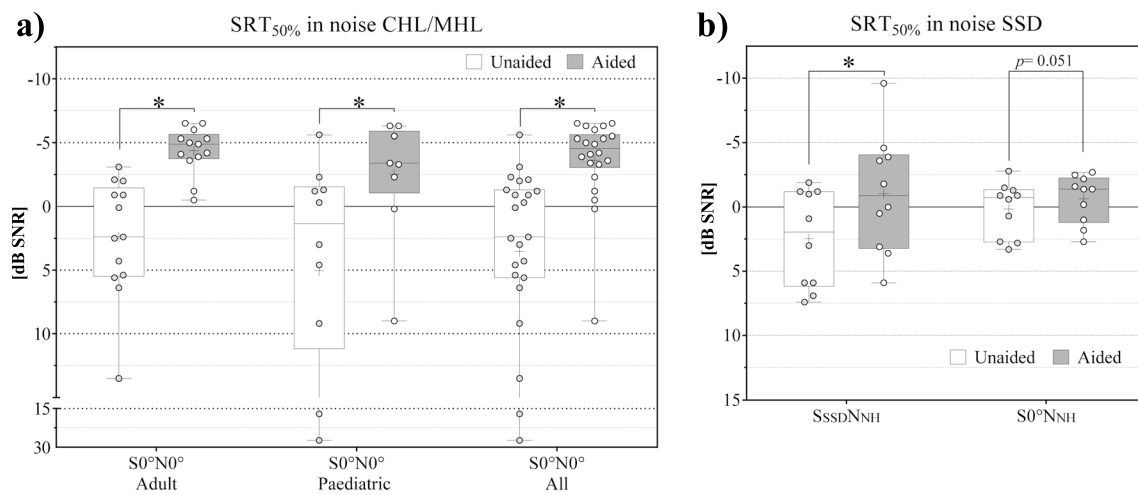 a)
SRT50% in noise CHL/MHL
Unaided
Aided
-10
-5
0
5
10
15
30
[dB SNR]
*
*
*
S0°N0°
Adult
S0°N0°
Paediatric
S0°N0°
All
b)
SRT50% in noise SSD
-10
-5
0
5
10
15
[dB SNR]
*
p= 0.051
Unaided
Aided
SSSDNNH
S0°NNH